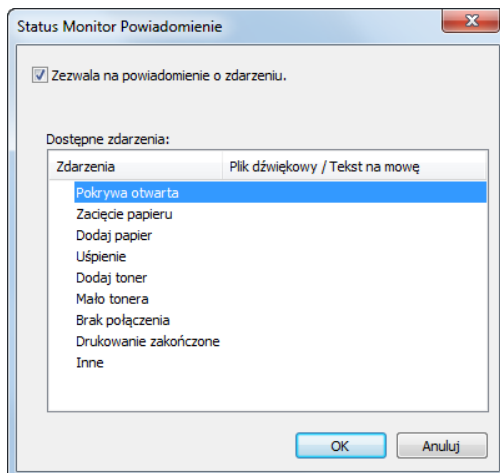 Status Monitor Powiadomienie
Zezwala na powiadomienie o zdarzeniu.
Dostępne zdarzenia:
Zdarzenia Plik dźwiękowy / Tekst na mowę
Pokrywa otwarta
Zacięcie papieru
Dodaj papier
Uśpienie
Dodaj toner
Mało tonera
Brak połączenia
Drukowanie zakończone
Inne
OK Anuluj